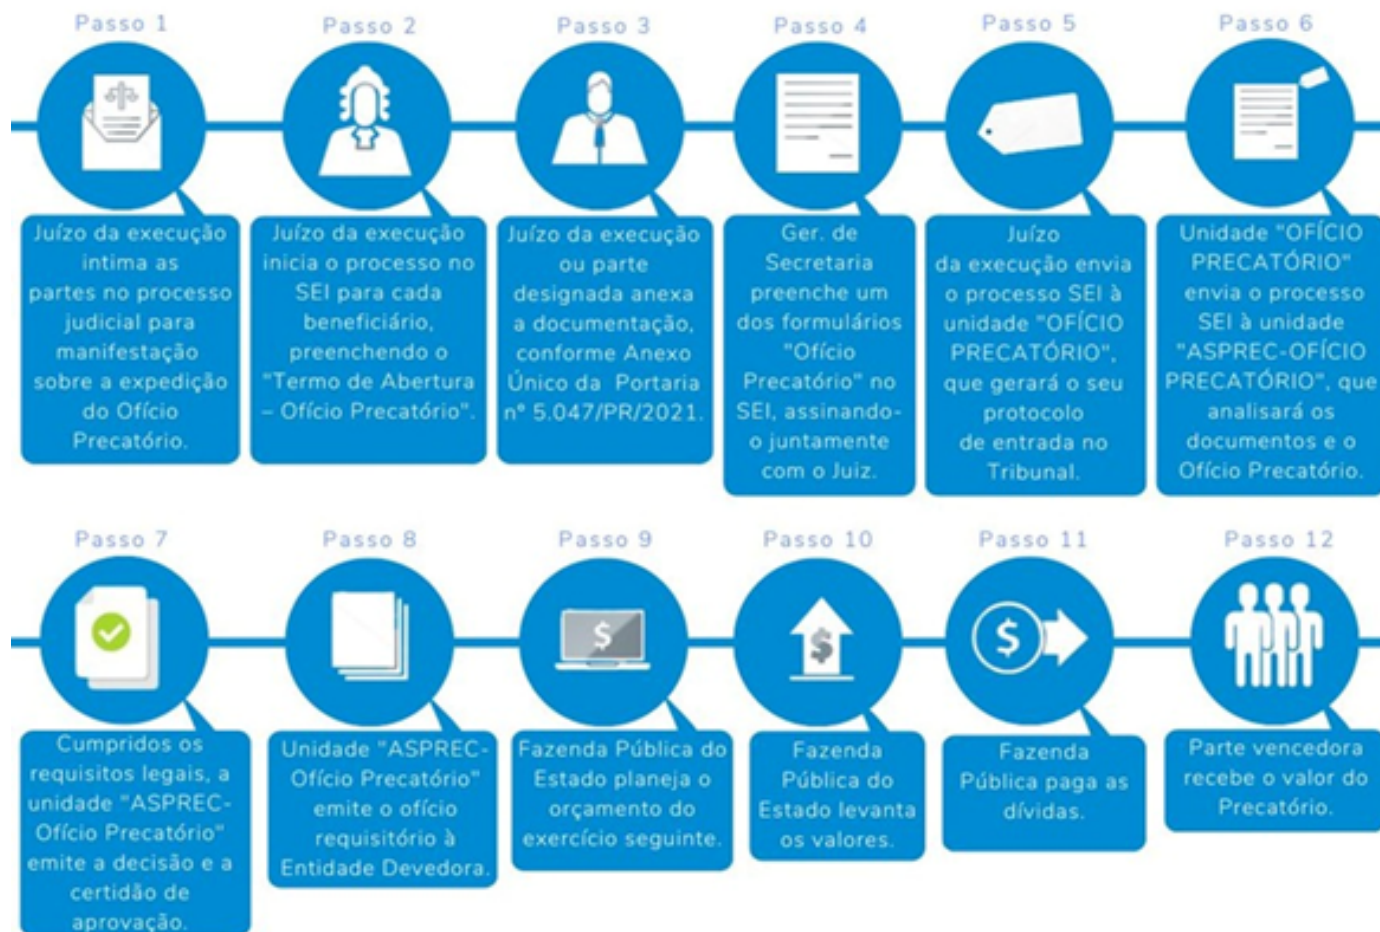 Passo 1
Juízo da execução
intima as
partes no processo
judicial para
manifestação
sobre a expedição
do Ofício
Precatório.
Passo 2
Juízo da execução
inicia o processo no
SEI para cada
beneficiário,
preenchendo o
"Termo de Abertura
– Ofício Precatório".
Passo 3
Juízo da execução
ou parte
designada anexa
a documentação,
conforme Anexo
Único da Portaria
nº 5.047/PR/2021.
Passo 4
Ger. de
Secretaria
preenche um
dos formulários
"Ofício
Precatório" no
SEI, assinando-
o juntamente
com o Juiz.
Passo 5
Juízo
da execução envia
o processo SEI à
unidade "OFÍCIO
PRECATÓRIO",
que gerará o seu
protocolo
de entrada no
Tribunal.
Passo 6
Unidade "OFÍCIO
PRECATÓRIO"
envia o processo
SEI à unidade
"ASPREC-OFÍCIO
PRECATÓRIO", que
analisará os
documentos e o
Ofício Precatório.
Passo 7
Cumpridos os
requisitos legais, a
unidade "ASPREC-
Ofício Precatório"
emite a decisão e a
certidão de
aprovação.
Passo 8
Unidade "ASPREC-
Ofício Precatório"
emite o ofício
requisitório à
Entidade Devedora.
Passo 9
$
Fazenda Pública do
Estado planeja o
orçamento do
exercício seguinte.
Passo 10
$
Fazenda
Pública do
Estado levanta
os valores.
Passo 11
$
Fazenda
Pública paga as
dívidas.
Passo 12
Parte vencedora
recebe o valor do
Precatório.